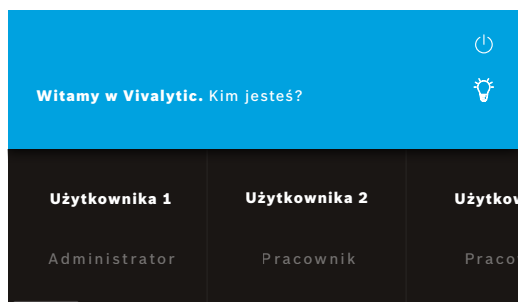 Witamy w Vivalytic. Kim jesteś?
Użytkownika 1 Użytkownika 2
Administrator Pracownik